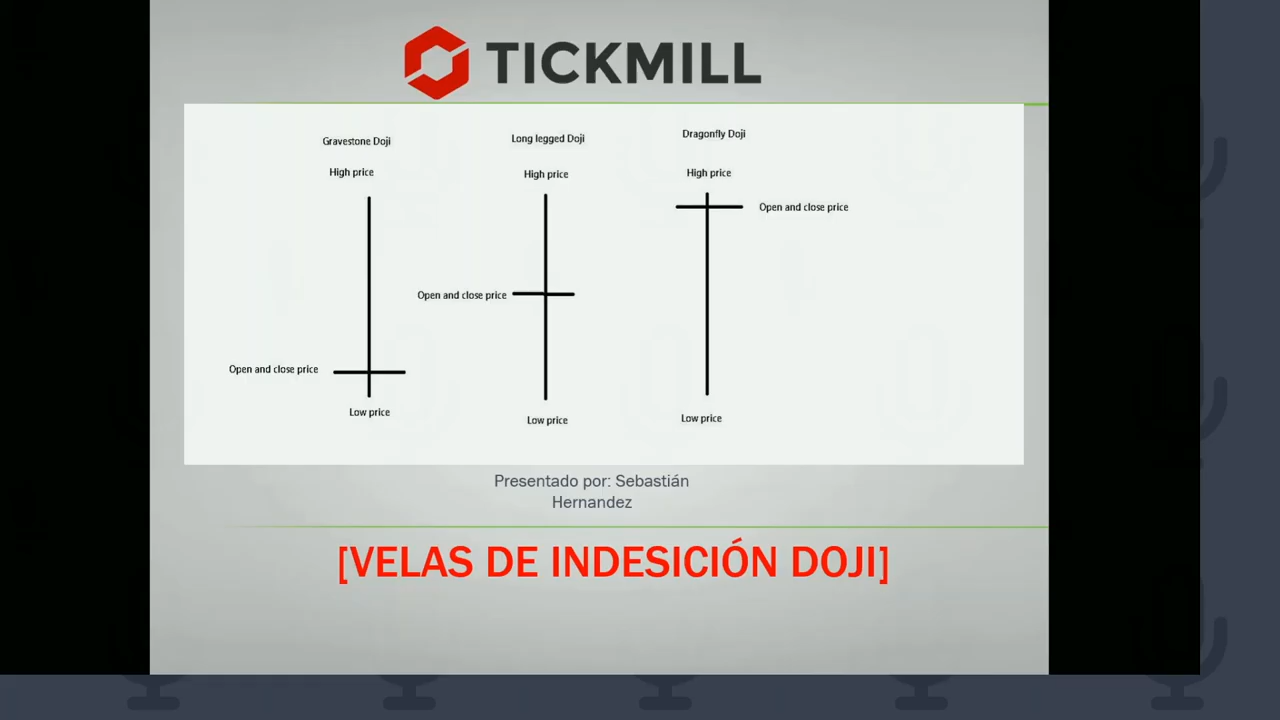 TICKMILL
Gravestone Doji
Long legged Doji
Dragonfly Doji
High price
High price
High price
Open and close price
Open and close price
Open and close price
Low price
Low price
Low price
Presentado por: Sebastián
Hernandez
[VELAS DE INDESICIÓN DOJI]